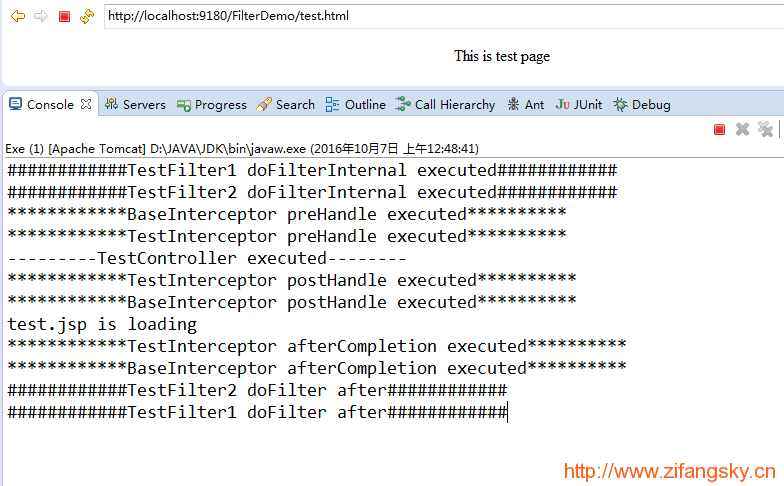 http://localhost:9180/FilterDemo/test.html
This is test page
Console Servers Progress Search Outline Call Hierarchy Ant JUnit Debug
Exe (1) [Apache Tomcat] D:\JAVA\JDK\bin\javaw.exe (2016年10月7日 上午12:48:41)
############TestFilter1 doFilterInternal executed############
############TestFilter2 doFilterInternal executed############
************BaseInterceptor preHandle executed**********
************TestInterceptor preHandle executed**********
---------TestController executed--------
************TestInterceptor postHandle executed**********
************BaseInterceptor postHandle executed**********
test.jsp is loading
************TestInterceptor afterCompletion executed**********
************BaseInterceptor afterCompletion executed**********
############TestFilter2 doFilter after############
############TestFilter1 doFilter after############
http://www.zifangsky.cn